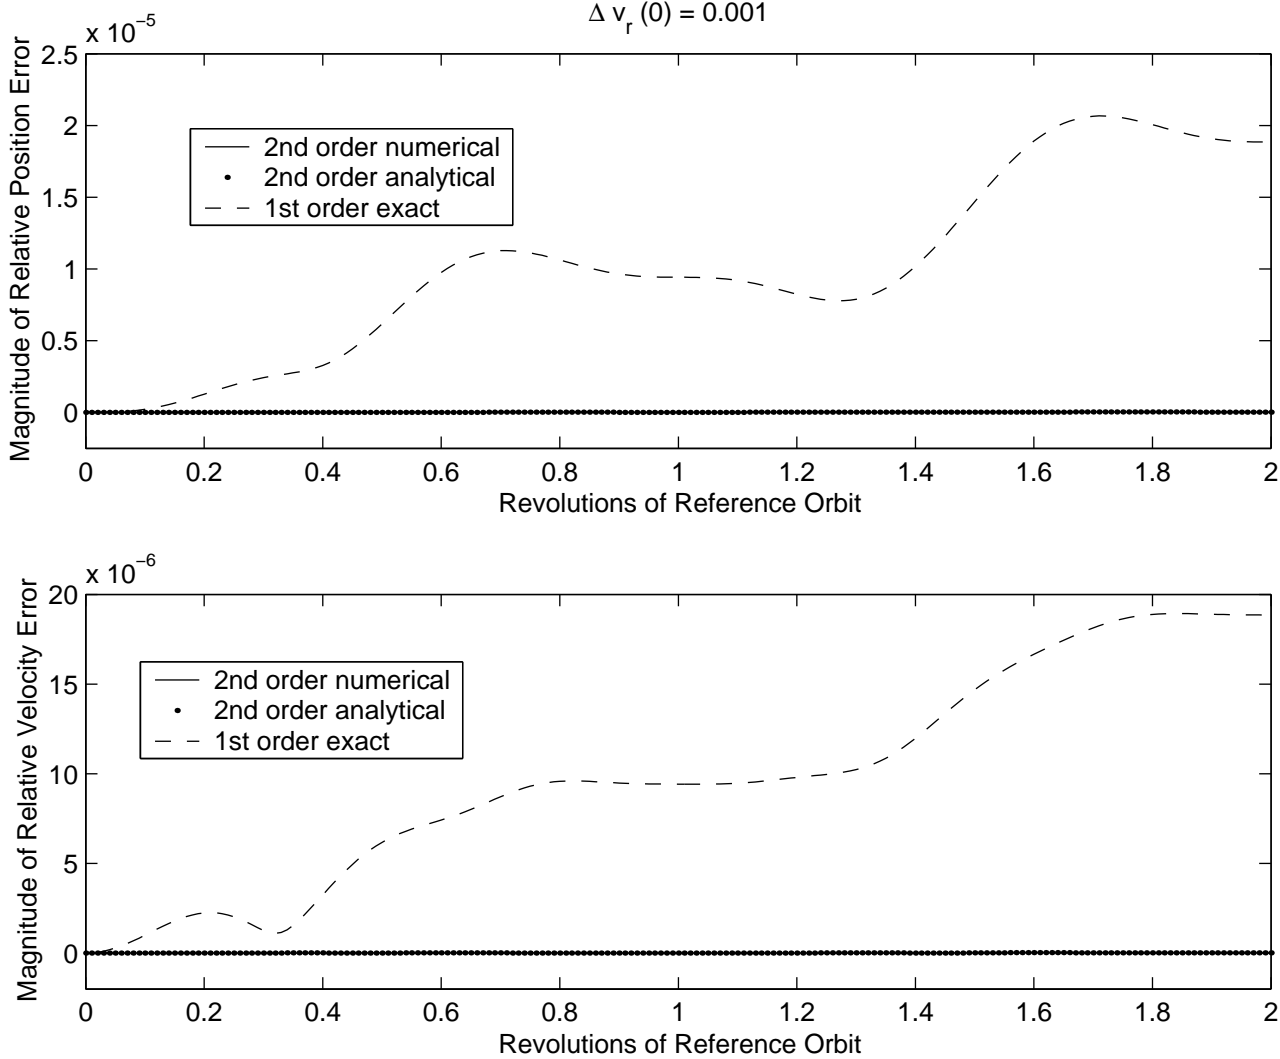 Δ v_r (0) = 0.001
x 10^−5
2.5
2
1.5
1
0.5
0
Magnitude of Relative Position Error
2nd order numerical
2nd order analytical
1st order exact
0 0.2 0.4 0.6 0.8 1 1.2 1.4 1.6 1.8 2
Revolutions of Reference Orbit
x 10^−6
20
15
10
5
0
Magnitude of Relative Velocity Error
2nd order numerical
2nd order analytical
1st order exact
0 0.2 0.4 0.6 0.8 1 1.2 1.4 1.6 1.8 2
Revolutions of Reference Orbit